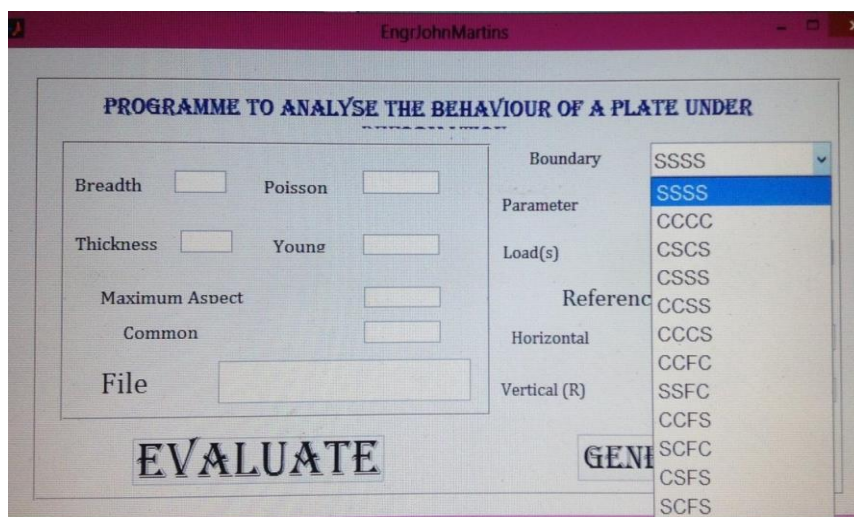 EngrJohnMartins
PROGRAMME TO ANALYSE THE BEHAVIOUR OF A PLATE UNDER
Breadth
Poisson
Thickness
Young
Maximum Aspect
Common
File
EVALUATE
Boundary
SSSS
Parameter
Load(s)
Referenc
Horizontal
Vertical (R)
GENE
SSSS
CCCC
CSCS
CSSS
CCSS
CCCS
CCFC
SSFC
CCFS
SCFC
CSFS
SCFS